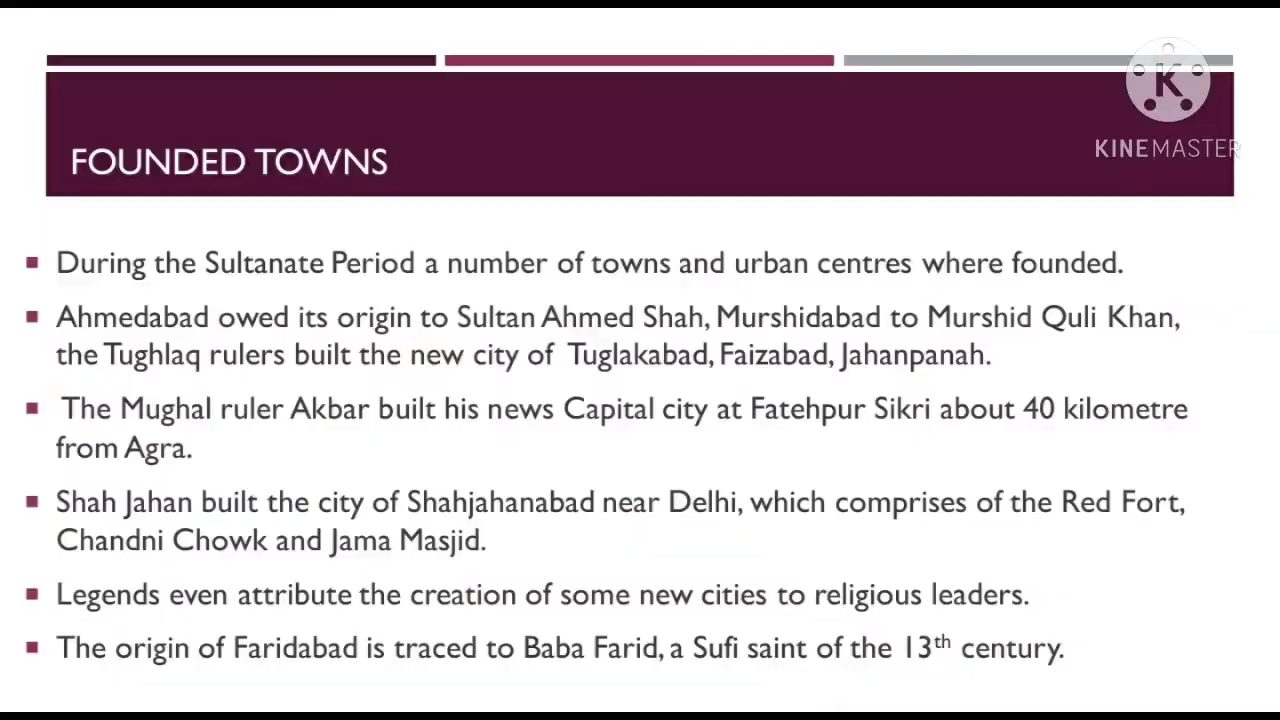 K
KINEMASTER
FOUNDED TOWNS
During the Sultanate Period a number of towns and urban centres where founded.
Ahmedabad owed its origin to Sultan Ahmed Shah, Murshidabad to Murshid Quli Khan,
the Tughlaq rulers built the new city of Tuglakabad, Faizabad, Jahanpanah.
The Mughal ruler Akbar built his news Capital city at Fatehpur Sikri about 40 kilometre
from Agra.
Shah Jahan built the city of Shahjahanabad near Delhi, which comprises of the Red Fort,
Chandni Chowk and Jama Masjid.
Legends even attribute the creation of some new cities to religious leaders.
The origin of Faridabad is traced to Baba Farid, a Sufi saint of the 13th century.